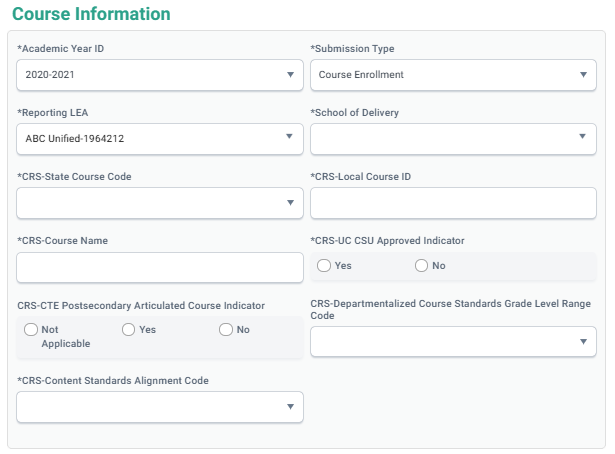 Course Information
*Academic Year ID
*Submission Type
2020-2021
Course Enrollment
*Reporting LEA
*School of Delivery
ABC Unified-1964212
*CRS-State Course Code
*CRS-Local Course ID
*CRS-Course Name
*CRS-UC CSU Approved Indicator
Yes
No
CRS-CTE Postsecondary Articulated Course Indicator
Not
Applicable
Yes
No
CRS-Departmentalized Course Standards Grade Level Range
Code
*CRS-Content Standards Alignment Code